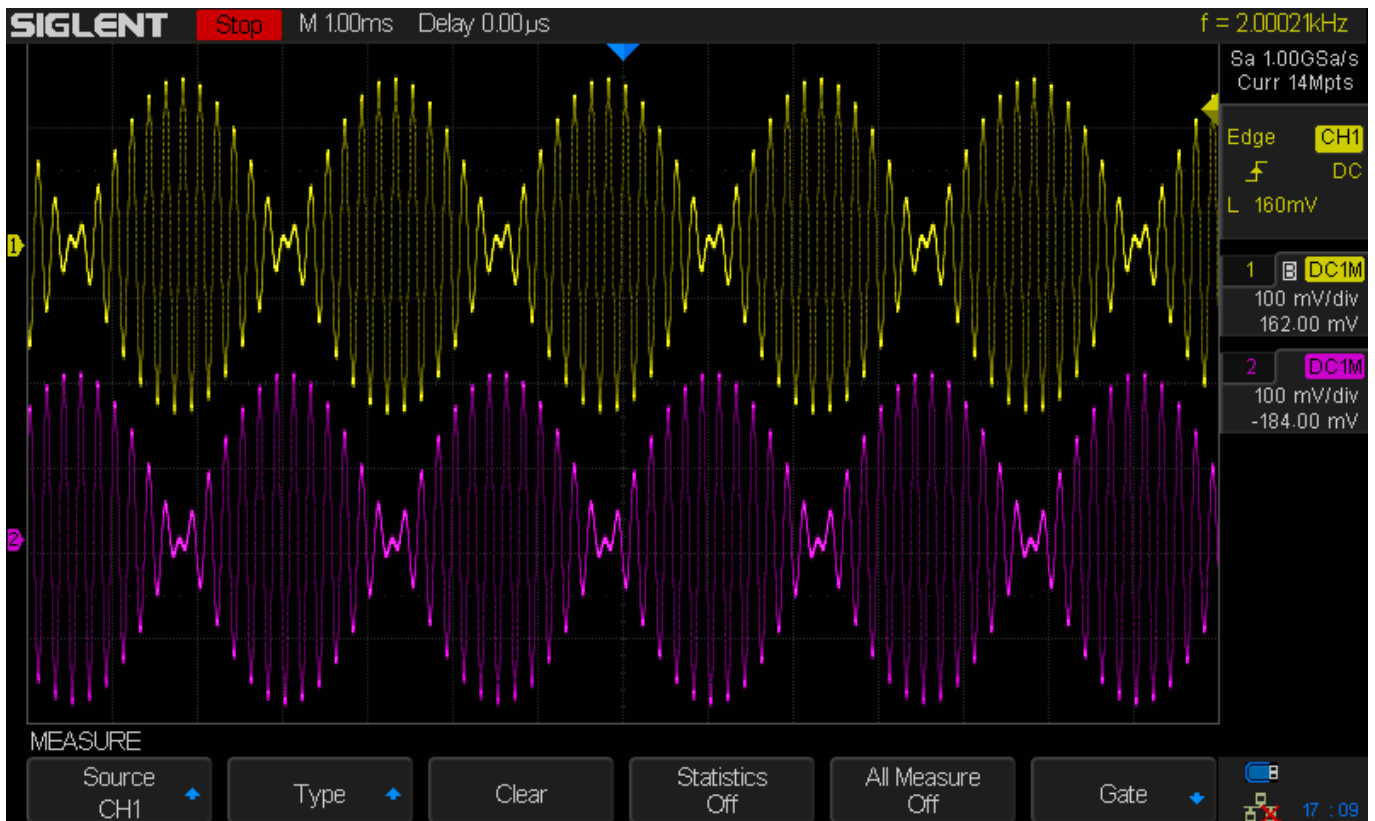 SIGLENT Stop M 1.00ms Delay 0.00µs f = 2.00021kHz
Sa 1.00GSa/s
Curr 14Mpts
Edge CH1
DC
L 160mV
1 B DC1M
100 mV/div
162.00 mV
2 DC1M
100 mV/div
-184.00 mV
1
2
MEASURE
Source
CH1
Type
Clear
Statistics
Off
All Measure
Off
Gate
17 : 09